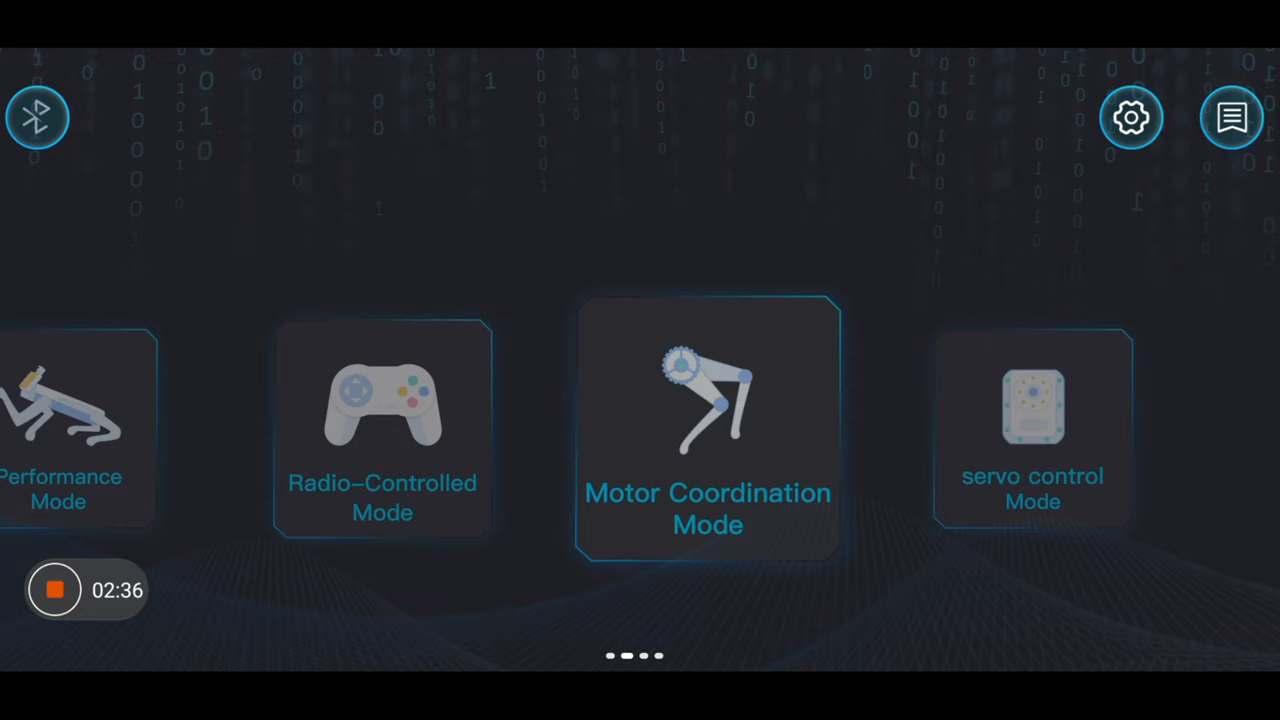 Performance
Mode
Radio-Controlled
Mode
Motor Coordination
Mode
servo control
Mode
02:36